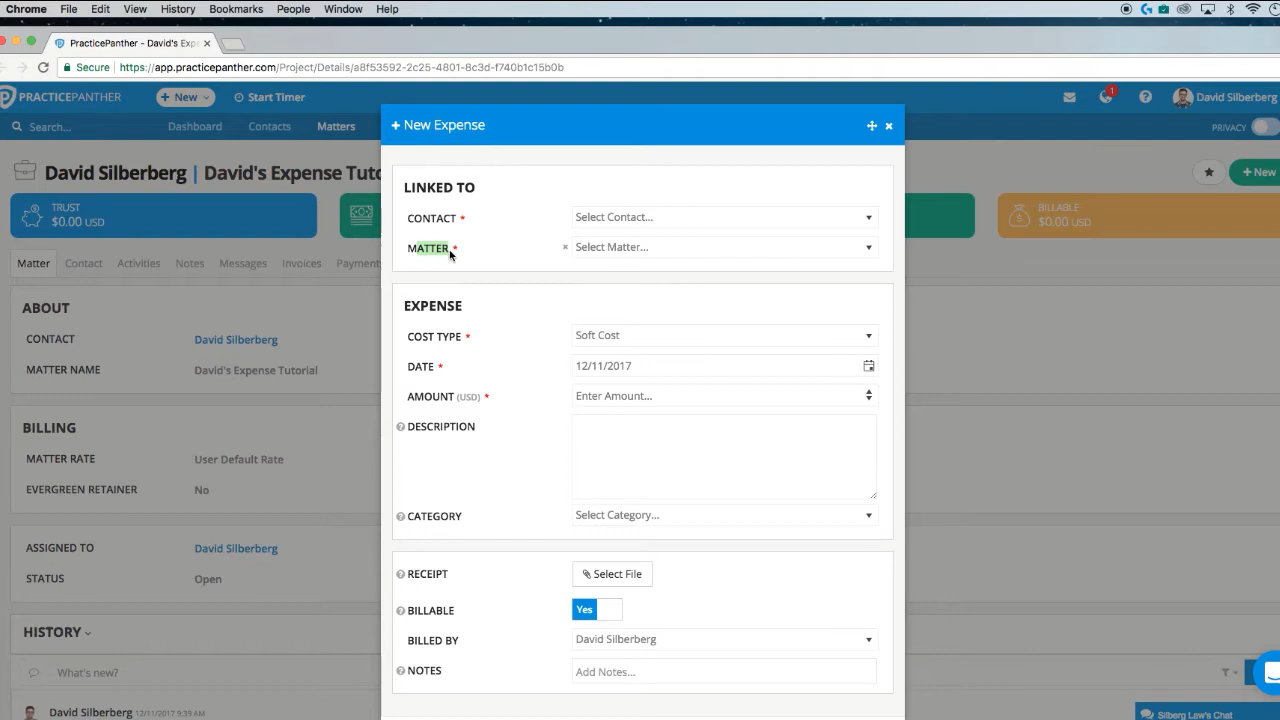 Chrome File Edit View History Bookmarks People Window Help
PracticePanther - David's Exp
Secure https://app.practicepanther.com/Project/Details/a8f53592-2c25-4801-8c3d-f740b1c15b0b
PRACTICEPANTHER + New Start Timer 1 David Silberberg
Search... Dashboard Contacts Matters PRIVACY
+ New Expense
David Silberberg | David's Expense Tuto + New
LINKED TO
TRUST
$0.00 USD
BILLABLE
$0.00 USD
CONTACT * Select Contact...
MATTER * × Select Matter...
Matter Contact Activities Notes Messages Invoices Payment
ABOUT
EXPENSE
CONTACT David Silberberg
COST TYPE * Soft Cost
MATTER NAME David's Expense Tutorial
DATE * 12/11/2017
AMOUNT (USD) * Enter Amount...
BILLING
DESCRIPTION
MATTER RATE User Default Rate
EVERGREEN RETAINER No
CATEGORY Select Category...
ASSIGNED TO David Silberberg
STATUS Open
RECEIPT Select File
BILLABLE Yes
HISTORY
BILLED BY David Silberberg
What's new?
NOTES Add Notes...
David Silberberg 12/11/2017 9:39 AM
Silberg Law's Chat